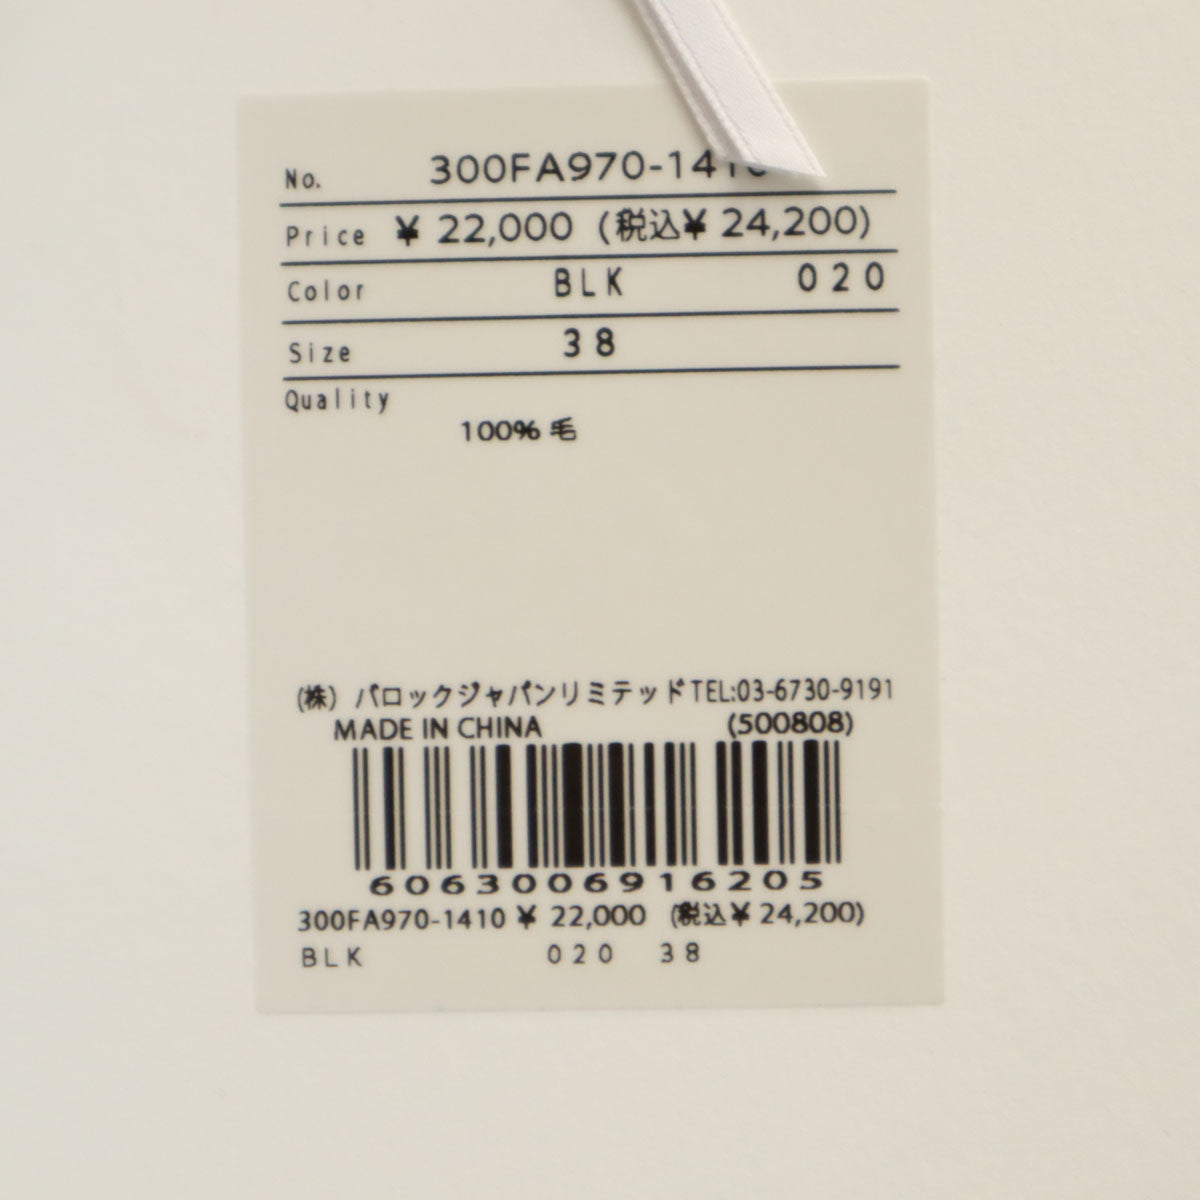 No. 300FA970-1410
Price ¥ 22,000 (税込¥ 24,200)
Color BLK 020
Size 38
Quality
100% 毛
(株) バロックジャパンリミテッド TEL:03-6730-9191
MADE IN CHINA (500808)
6063006916205
300FA970-1410 ¥ 22,000 (税込¥ 24,200)
BLK 020 38